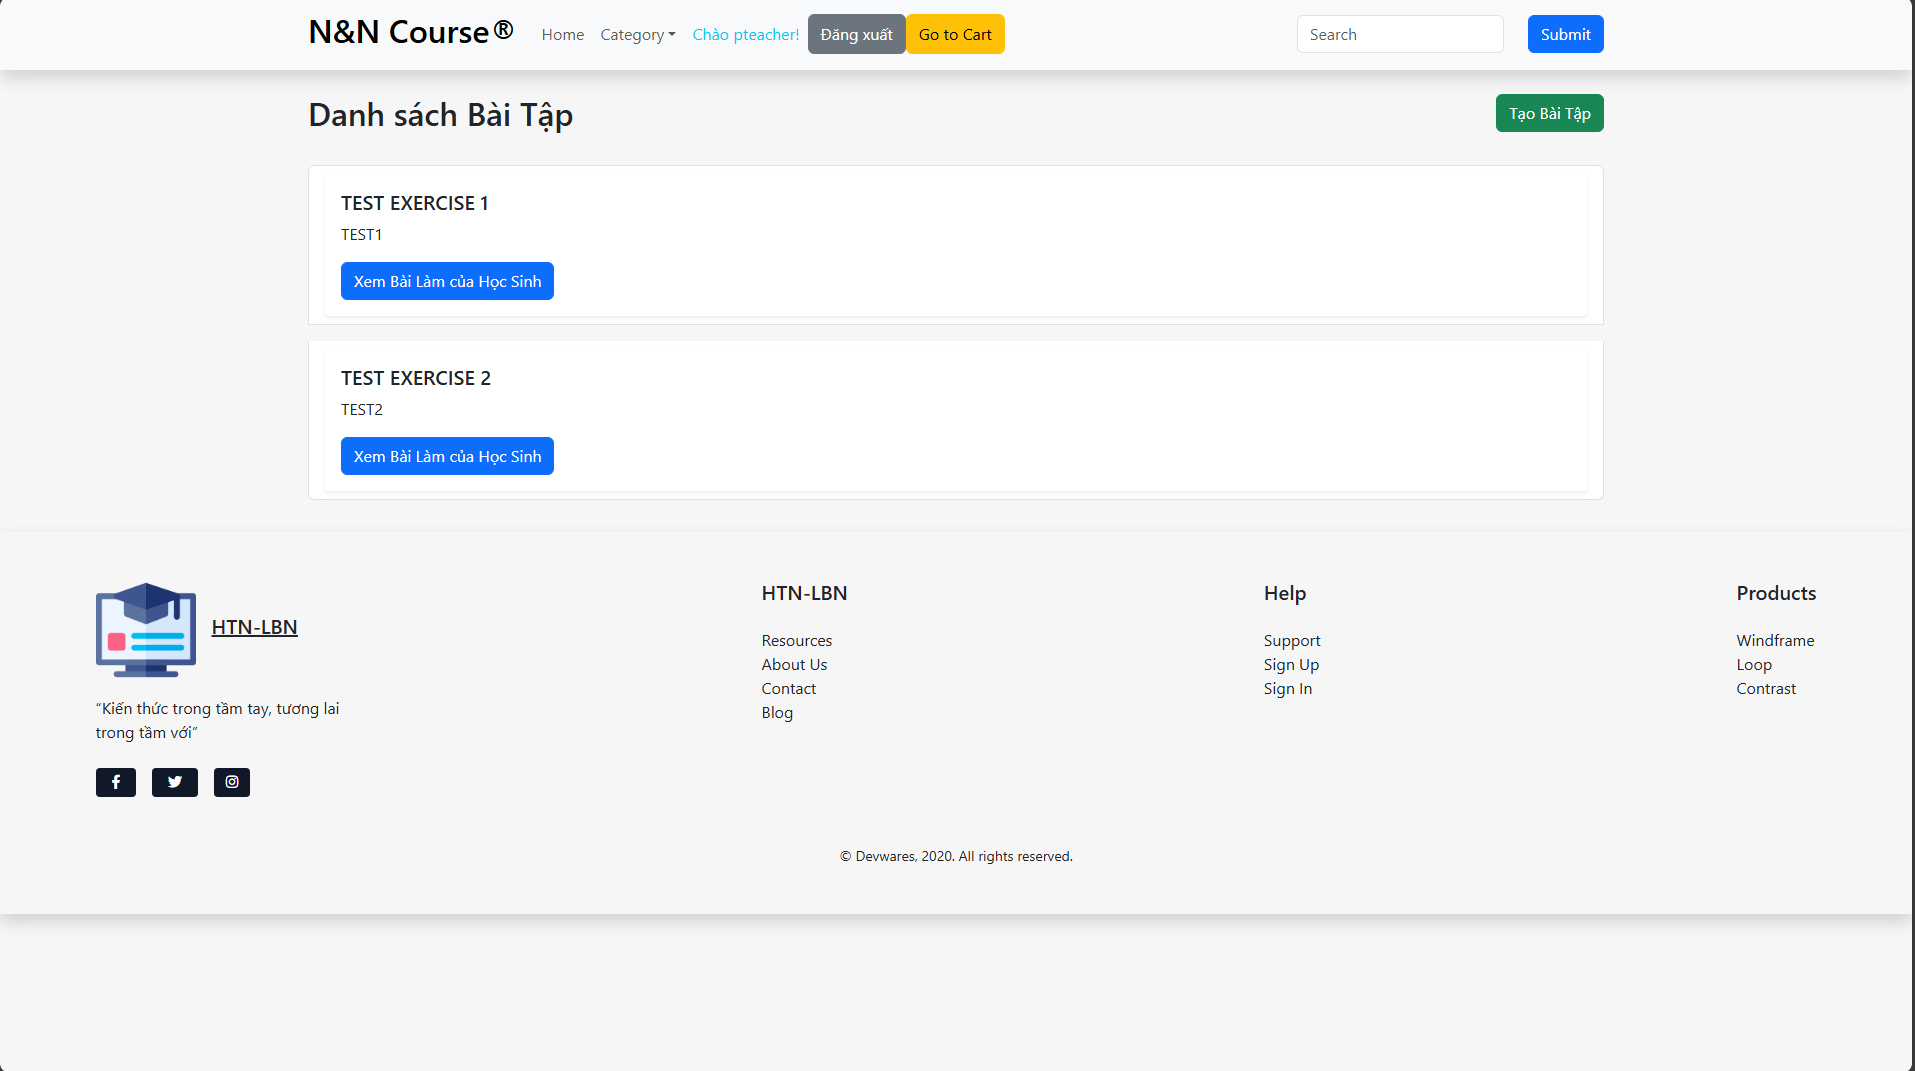 N&N Course®
Home
Category
Chào pteacher!
Đăng xuất
Go to Cart
Search
Submit
Danh sách Bài Tập
Tạo Bài Tập
TEST EXERCISE 1
TEST1
Xem Bài Làm của Học Sinh
TEST EXERCISE 2
TEST2
Xem Bài Làm của Học Sinh
HTN-LBN
“Kiến thức trong tầm tay, tương lai
trong tầm với”
HTN-LBN
Resources
About Us
Contact
Blog
Help
Support
Sign Up
Sign In
Products
Windframe
Loop
Contrast
© Devwares, 2020. All rights reserved.